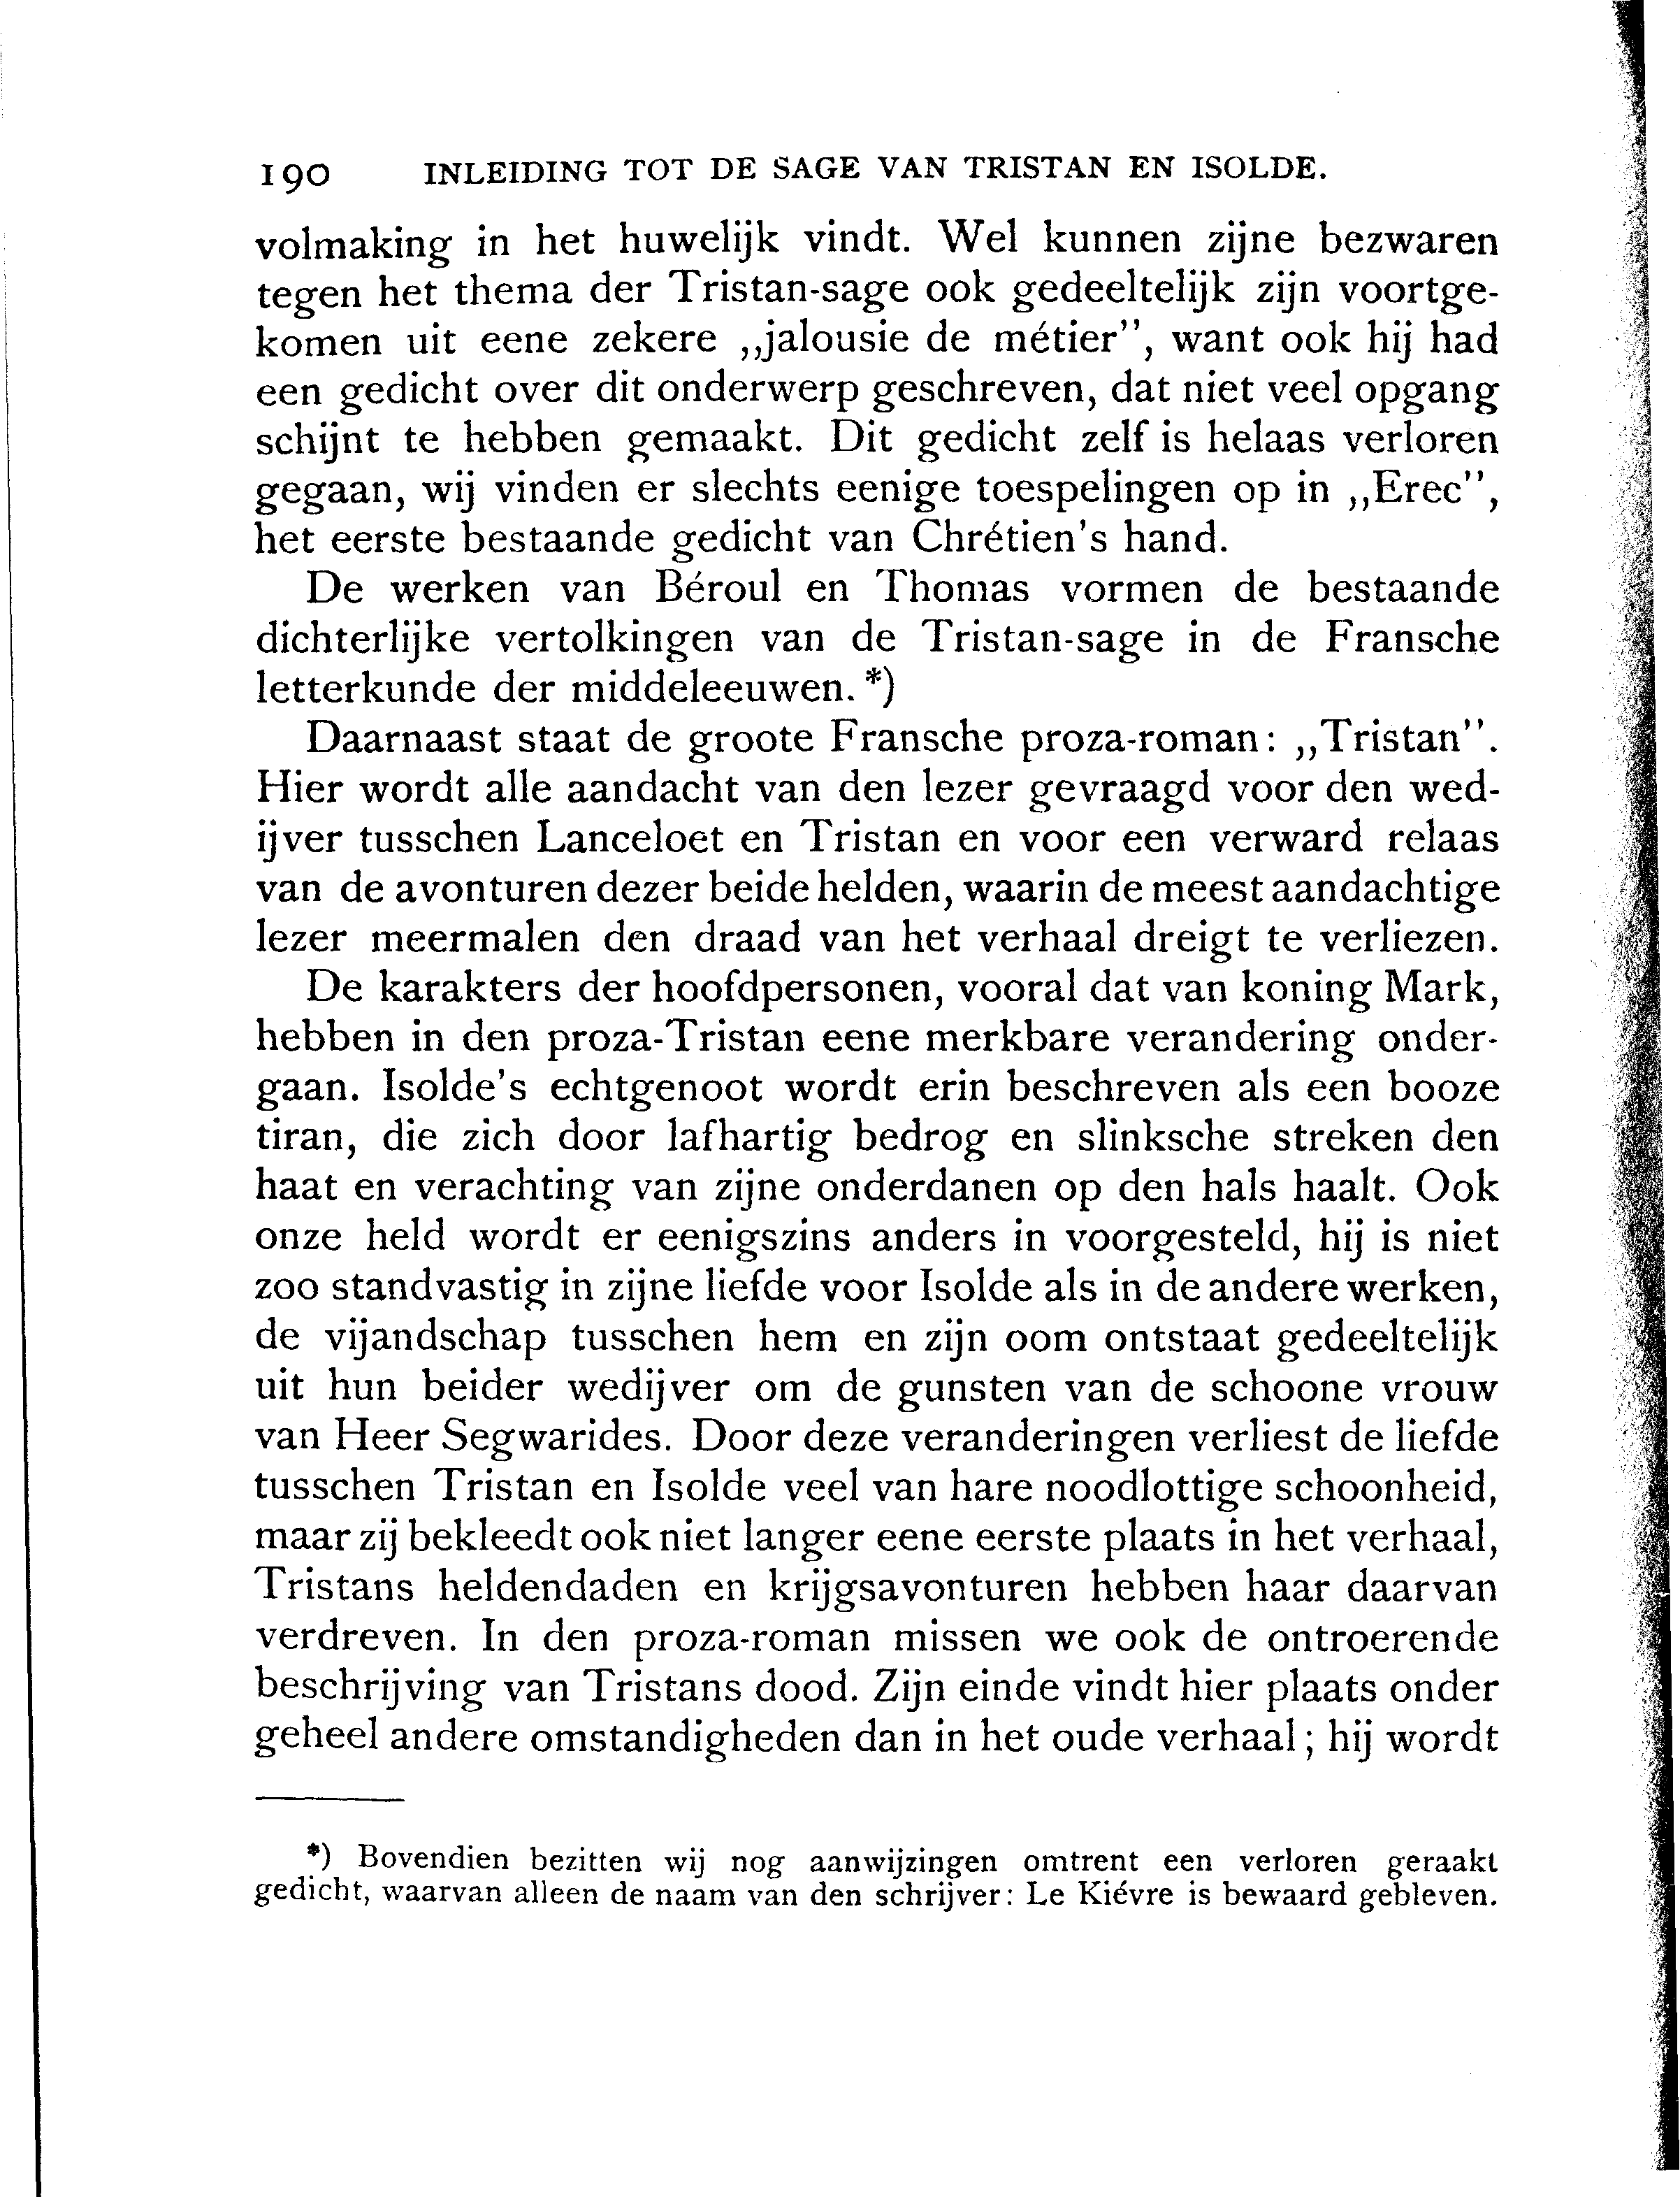 190 INLEIDING TOT DE SAGE VAN TRISTAN EN ISOLDE.
volmaking in het huwelijk vindt. Wel kunnen zijne bezwaren
tegen het thema der Tristan-sage ook gedeeltelijk zijn voortge-
komen uit eene zekere „jalousie de métier”, want ook hij had
een gedicht over dit onderwerp geschreven, dat niet veel opgang
schijnt te hebben gemaakt. Dit gedicht zelf is helaas verloren
gegaan, wij vinden er slechts eenige toespelingen op in „Erec”,
het eerste bestaande gedicht van Chrétien's hand.
De werken van Béroul en Thomas vormen de bestaande
dichterlijke vertolkingen van de Tristan-sage in de Fransche
letterkunde der middeleeuwen. *)
Daarnaast staat de groote Fransche proza-roman: „Tristan”.
Hier wordt alle aandacht van den lezer gevraagd voor den wed-
ijver tusschen Lanceloet en Tristan en voor een verward relaas
van de avonturen dezer beide helden, waarin de meest aandachtige
lezer meermalen den draad van het verhaal dreigt te verliezen.
De karakters der hoofdpersonen, vooral dat van koning Mark,
hebben in den proza-Tristan eene merkbare verandering onder-
gaan. Isolde's echtgenoot wordt erin beschreven als een booze
tiran, die zich door lafhartig bedrog en slinksche streken den
haat en verachting van zijne onderdanen op den hals haalt. Ook
onze held wordt er eenigszins anders in voorgesteld, hij is niet
zoo standvastig in zijne liefde voor Isolde als in de andere werken,
de vijandschap tusschen hem en zijn oom ontstaat gedeeltelijk
uit hun beider wedijver om de gunsten van de schoone vrouw
van Heer Segwarides. Door deze veranderingen verliest de liefde
tusschen Tristan en Isolde veel van hare noodlottige schoonheid,
maar zij bekleedt ook niet langer eene eerste plaats in het verhaal,
Tristans heldendaden en krijgsavonturen hebben haar daarvan
verdreven. In den proza-roman missen we ook de ontroerende
beschrijving van Tristans dood. Zijn einde vindt hier plaats onder
geheel andere omstandigheden dan in het oude verhaal; hij wordt
*) Bovendien bezitten wij nog aanwijzingen omtrent een verloren geraakt
gedicht, waarvan alleen de naam van den schrijver: Le Kiévre is bewaard gebleven.